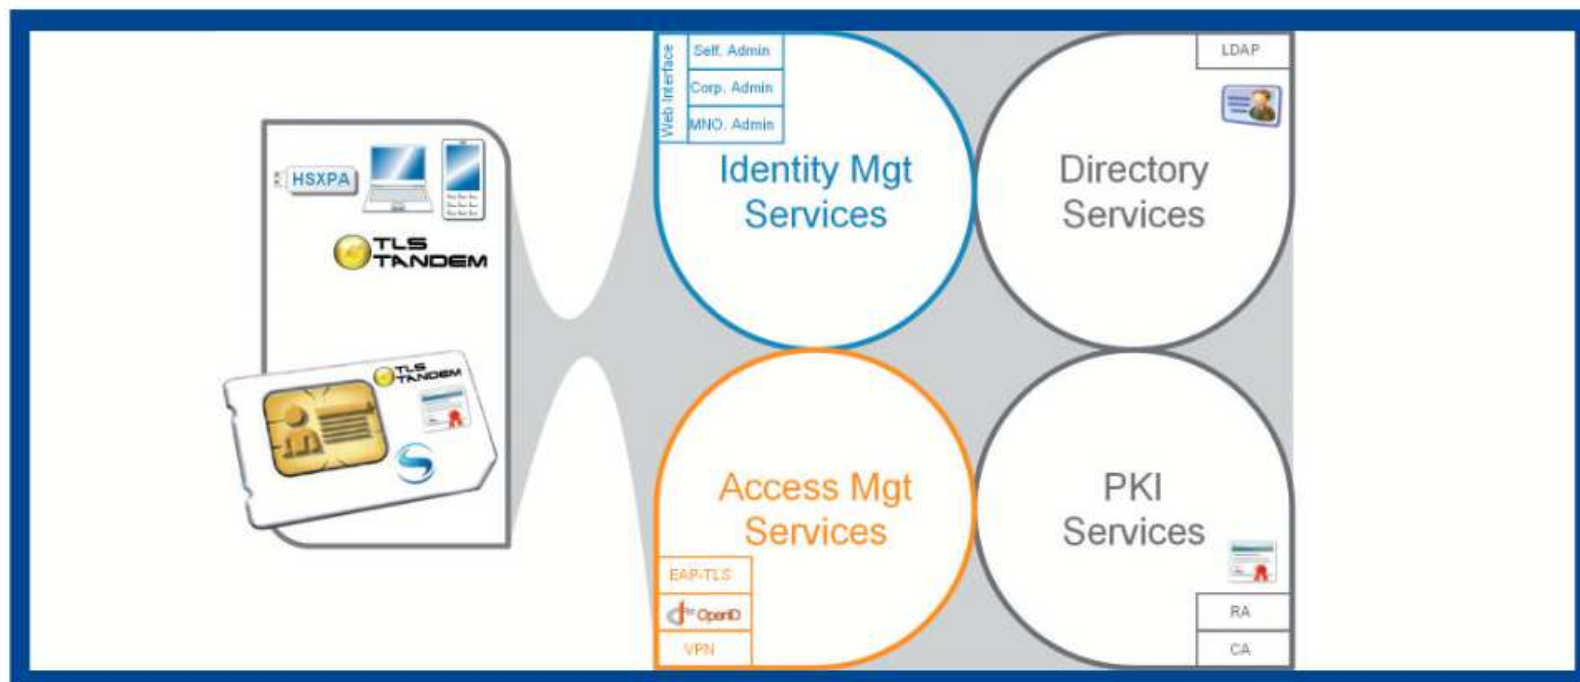 HSXPA
TLS
TANDEM
TLS
TANDEM
Web Interface
Self. Admin
Corp. Admin
MNO. Admin
Identity Mgt
Services
LDAP
Directory
Services
Access Mgt
Services
EAP-TLS
OpenID
VPN
PKI
Services
RA
CA